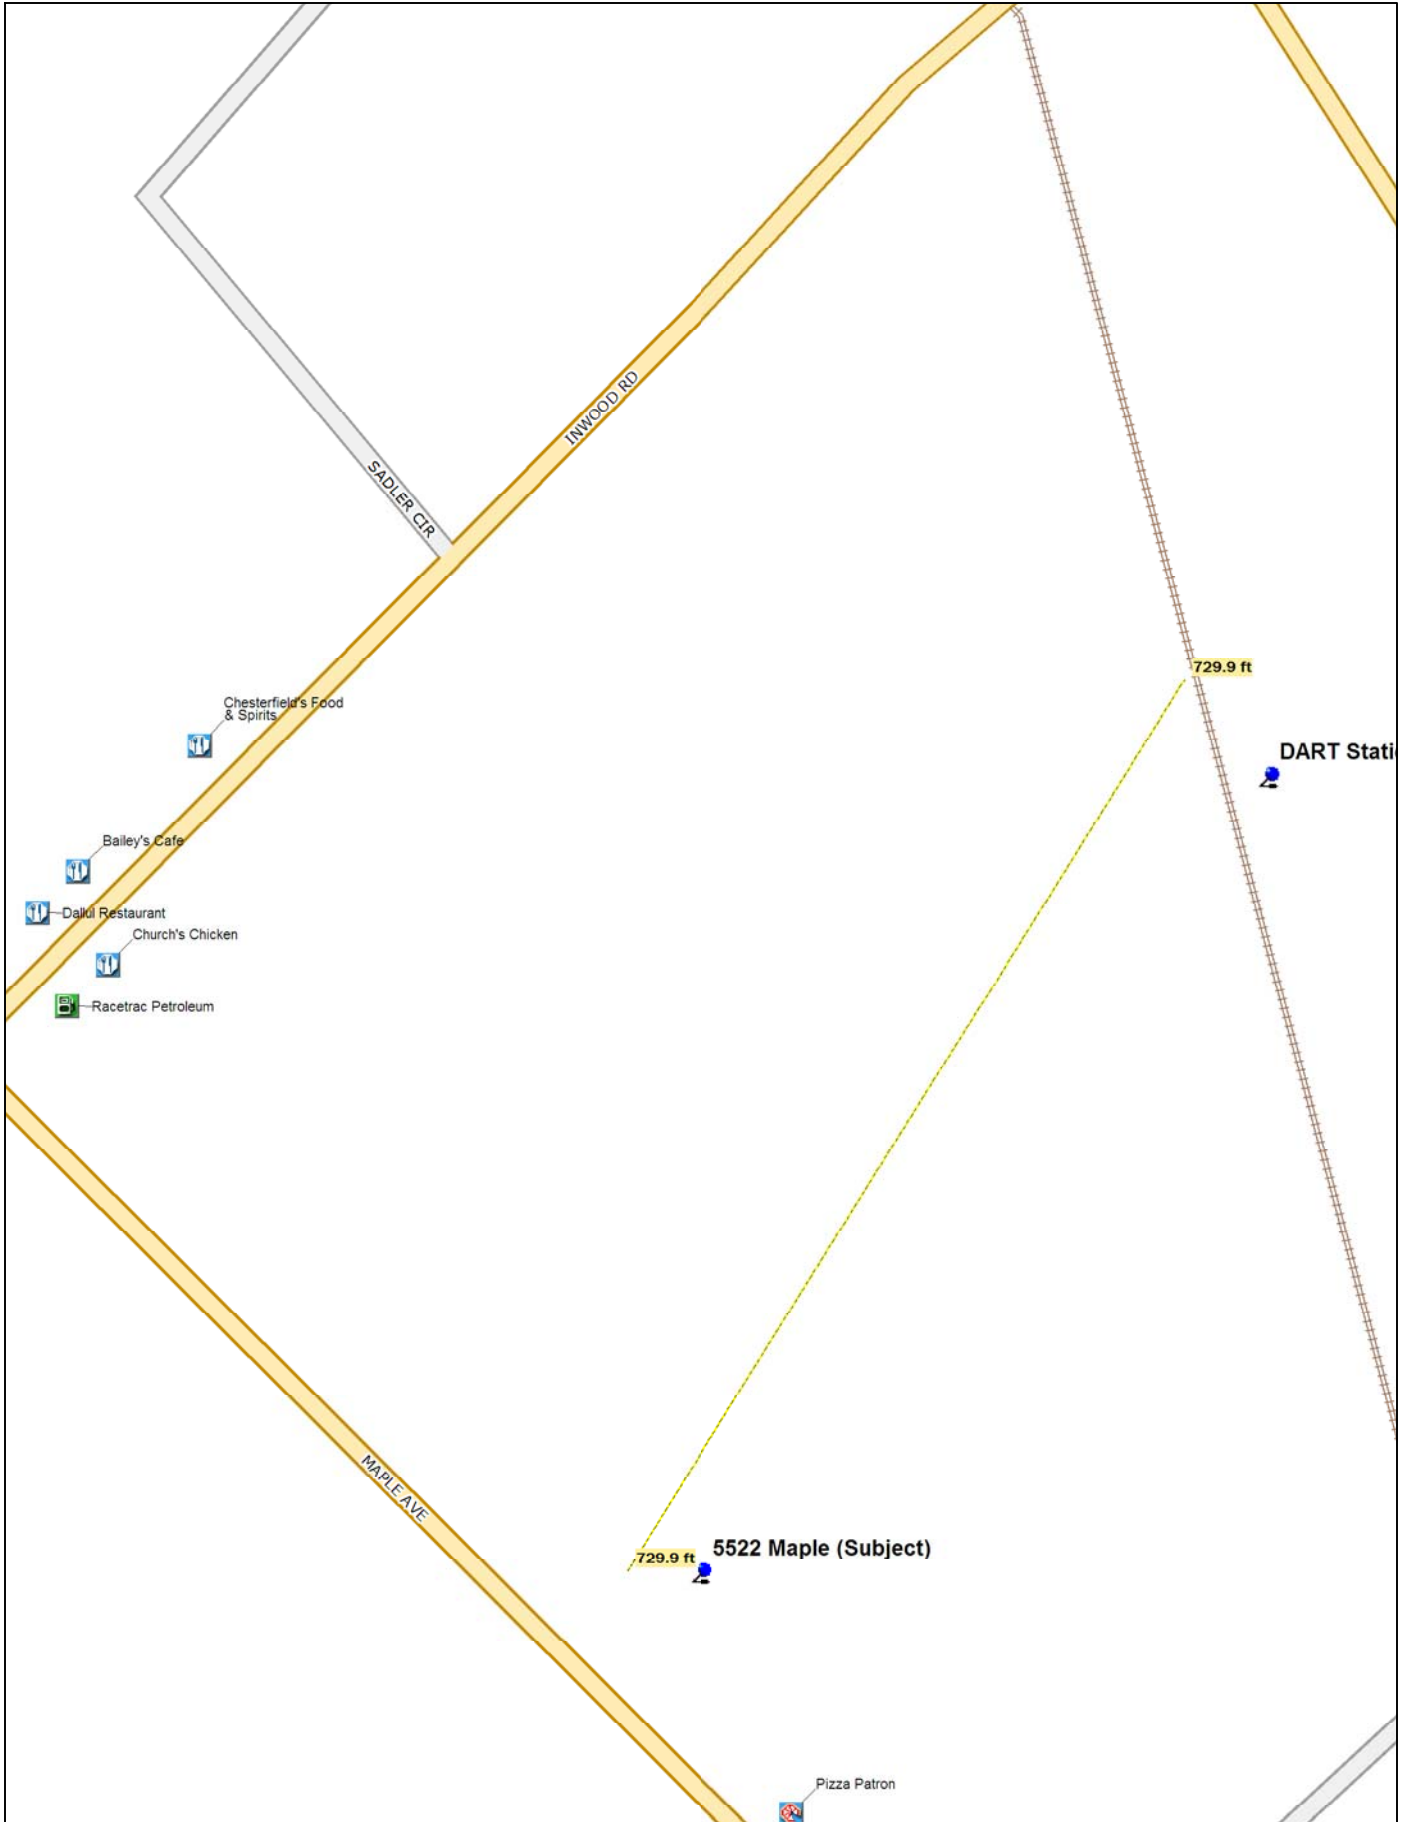 INWOOD RD
SADLER CIR
729.9 ft
Chesterfield's Food
& Spirits
DART Stati
Bailey's Cafe
Dallul Restaurant
Church's Chicken
Racetrac Petroleum
MAPLE AVE
5522 Maple (Subject)
729.9 ft
Pizza Patron